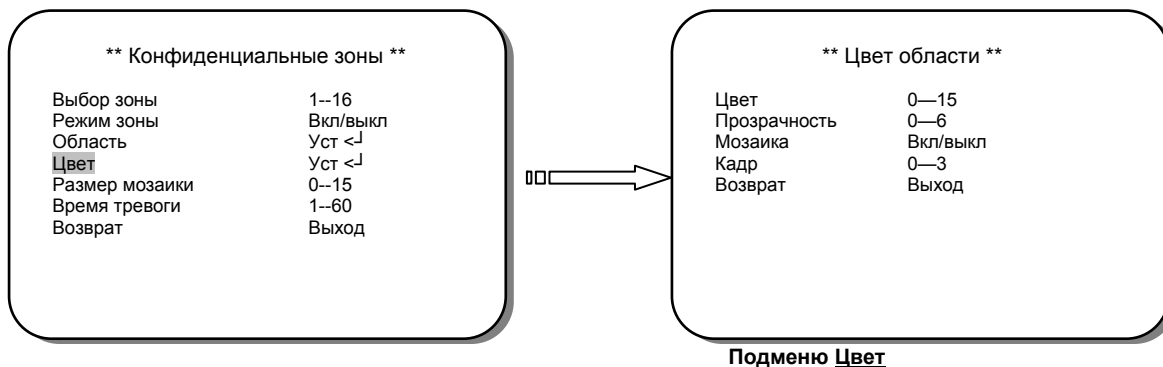 ** Конфиденциальные зоны **
Выбор зоны 1--16
Режим зоны Вкл/выкл
Область Уст <┘
Цвет Уст <┘
Размер мозаики 0--15
Время тревоги 1--60
Возврат Выход
** Цвет области **
Цвет 0—15
Прозрачность 0—6
Мозаика Вкл/выкл
Кадр 0—3
Возврат Выход
Подменю Цвет